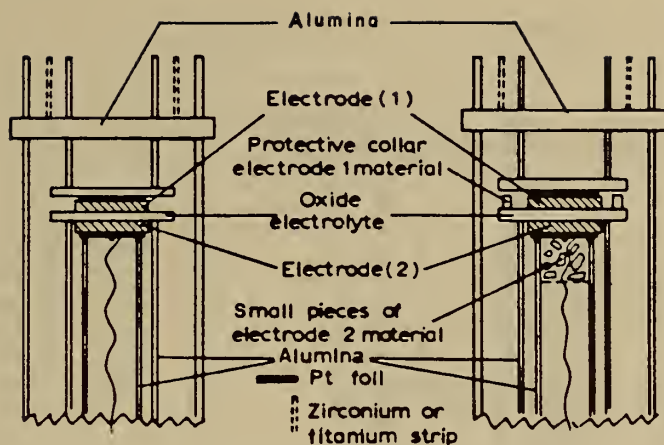 Alumina
Electrode(1)
Protective collar
electrode 1 material
Oxide
electrolyte
Electrode(2)
Small pieces of
electrode 2 material
Alumina
Pt foil
Zirconium or
titanium strip